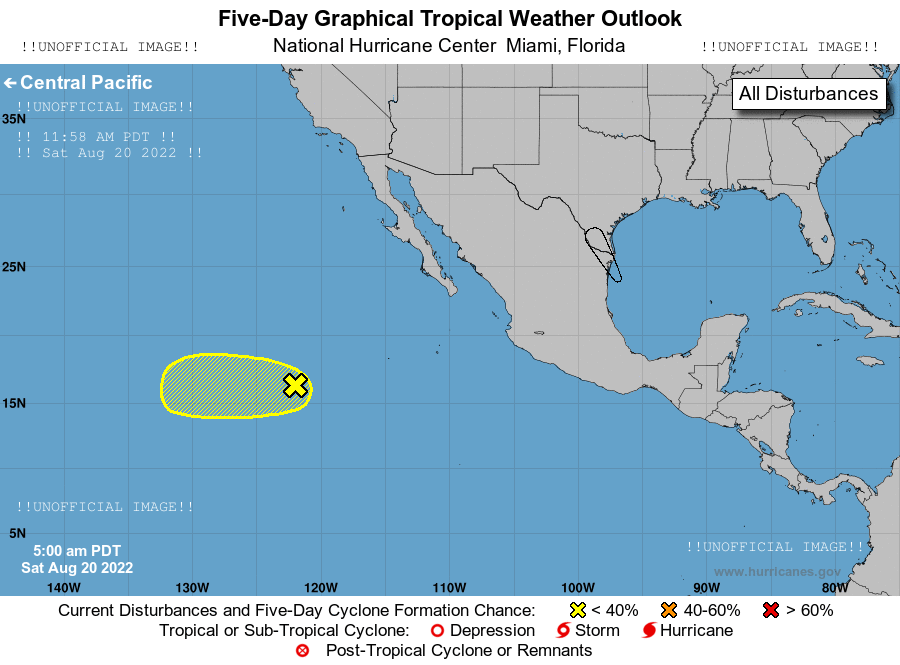 Five-Day Graphical Tropical Weather Outlook
!!UNOFFICIAL IMAGE!! National Hurricane Center  Miami, Florida !!UNOFFICIAL IMAGE!!
← Central Pacific
All Disturbances
!!UNOFFICIAL IMAGE!!
35N
!! 11:58 AM PDT !!
!! Sat Aug 20 2022 !!
25N
15N
!!UNOFFICIAL IMAGE!!
5N
5:00 am PDT
Sat Aug 20 2022
!!UNOFFICIAL IMAGE!!
www.hurricanes.gov
140W 130W 120W 110W 100W 90W 80W
Current Disturbances and Five-Day Cyclone Formation Chance: < 40% 40-60% > 60%
Tropical or Sub-Tropical Cyclone: Depression Storm Hurricane
Post-Tropical Cyclone or Remnants